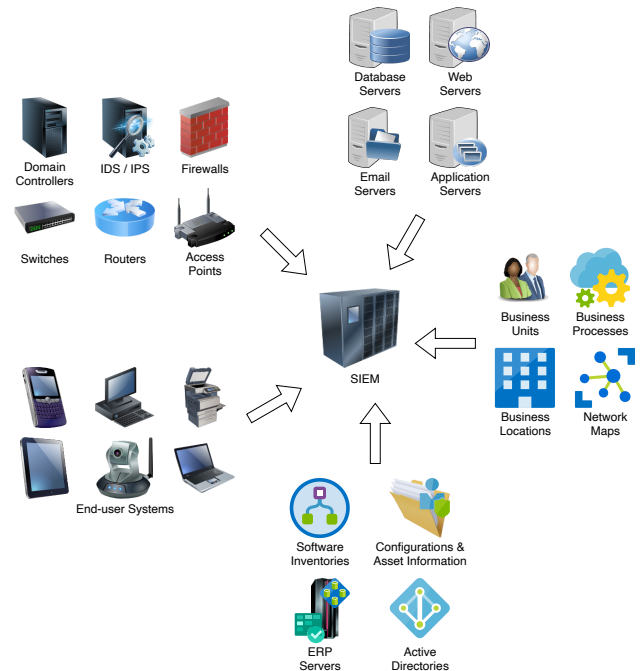 Database
Servers
Web
Servers
Email
Servers
Application
Servers
Domain
Controllers
IDS / IPS
Firewalls
Switches
Routers
Access
Points
SIEM
Business
Units
Business
Processes
Business
Locations
Network
Maps
End-user Systems
Software
Inventories
Configurations &
Asset Information
ERP
Servers
Active
Directories